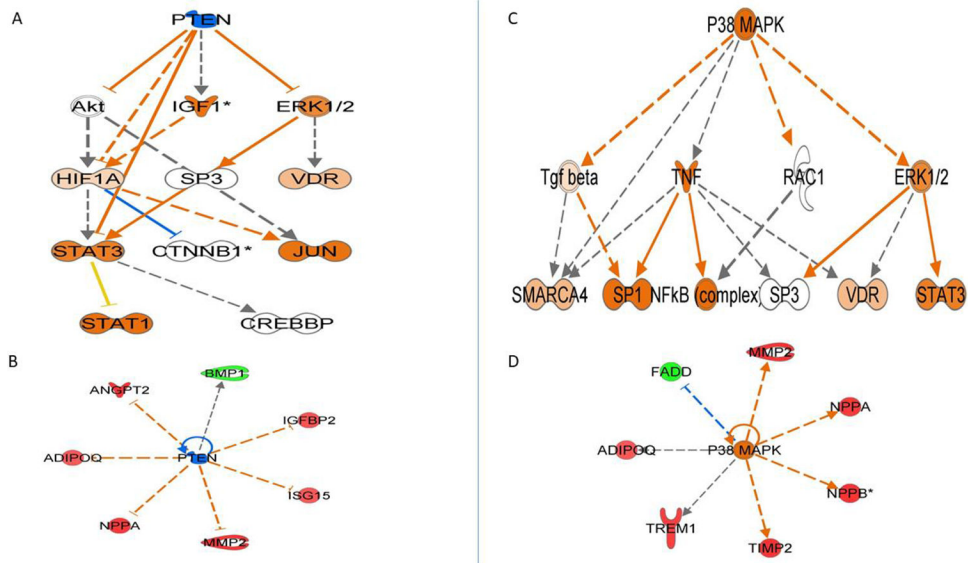 A
PTEN
Akt
IGF1*
ERK1/2
HIF1A
SP3
VDR
STAT3
CTNNB1*
JUN
STAT1
CREBBP
B
BMP1
ANGPT2
IGFBP2
ADIPOQ
PTEN
ISG15
NPPA
MMP2
C
P38 MAPK
Tgf beta
TNF
RAC1
ERK1/2
SMARCA4
SP1
NFkB (complex)
SP3
VDR
STAT3
D
MMP2
FADD
NPPA
ADIPOQ
P38 MAPK
NPPB*
TREM1
TIMP2